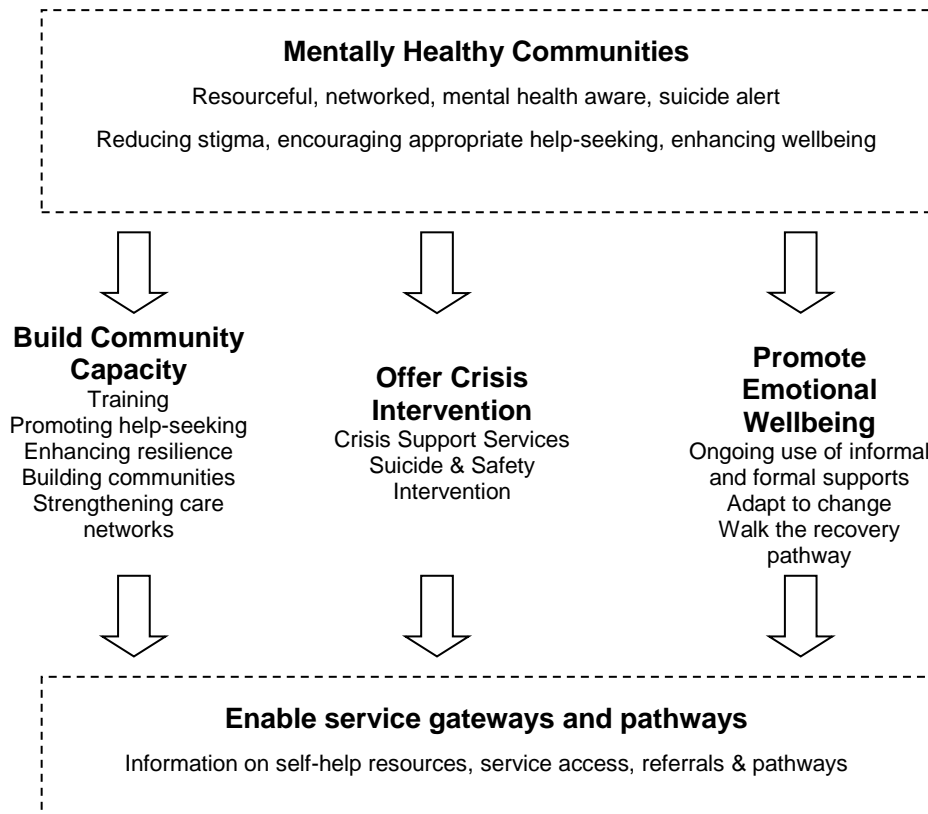 Mentally Healthy Communities
Resourceful, networked, mental health aware, suicide alert
Reducing stigma, encouraging appropriate help-seeking, enhancing wellbeing
Build Community
Capacity
Training
Promoting help-seeking
Enhancing resilience
Building communities
Strengthening care
networks
Offer Crisis
Intervention
Crisis Support Services
Suicide & Safety
Intervention
Promote
Emotional
Wellbeing
Ongoing use of informal
and formal supports
Adapt to change
Walk the recovery
pathway
Enable service gateways and pathways
Information on self-help resources, service access, referrals & pathways